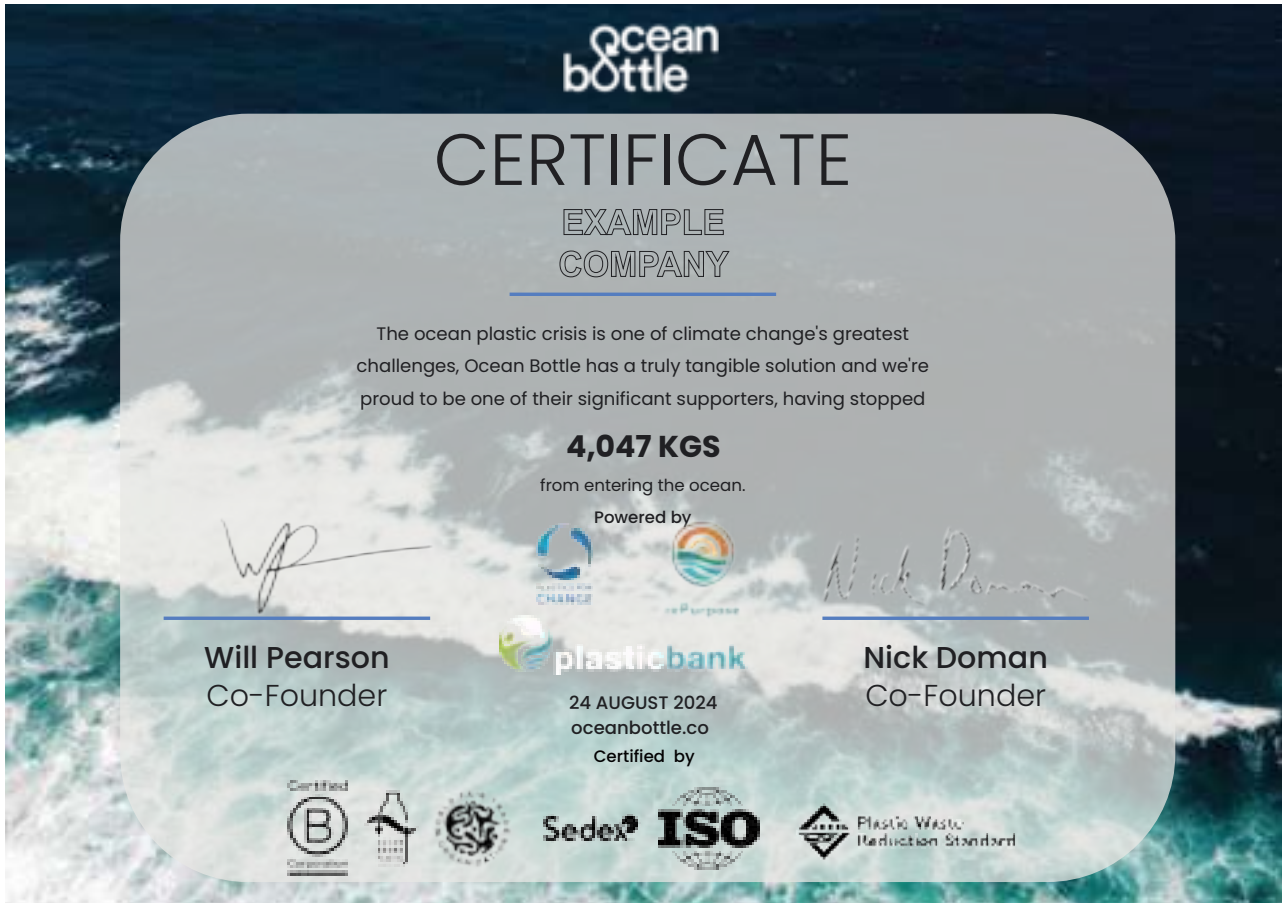 ocean
bottle
CERTIFICATE
EXAMPLE
COMPANY
The ocean plastic crisis is one of climate change's greatest
challenges, Ocean Bottle has a truly tangible solution and we're
proud to be one of their significant supporters, having stopped
4,047 KGS
from entering the ocean.
Powered by
CHANGE
rePurpose
plasticbank
Will Pearson
Co-Founder
Nick Doman
Nick Doman
Co-Founder
24 AUGUST 2024
oceanbottle.co
Certified by
Certified
B
Corporation
Sedex
ISO
Plastic Waste
Reduction Standard